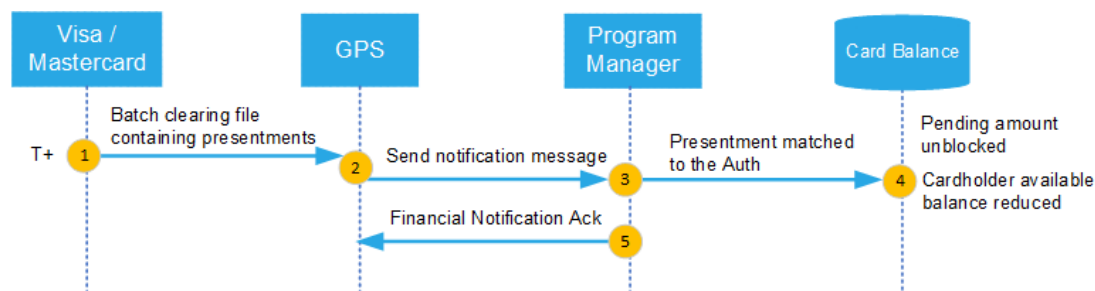 Visa /
Mastercard
GPS
Program
Manager
Card Balance
Batch clearing file
containing presentments
T+
1
2
Send notification message
3
Presentment matched
to the Auth
4
Pending amount
unblocked
Cardholder available
balance reduced
Financial Notification Ack
5